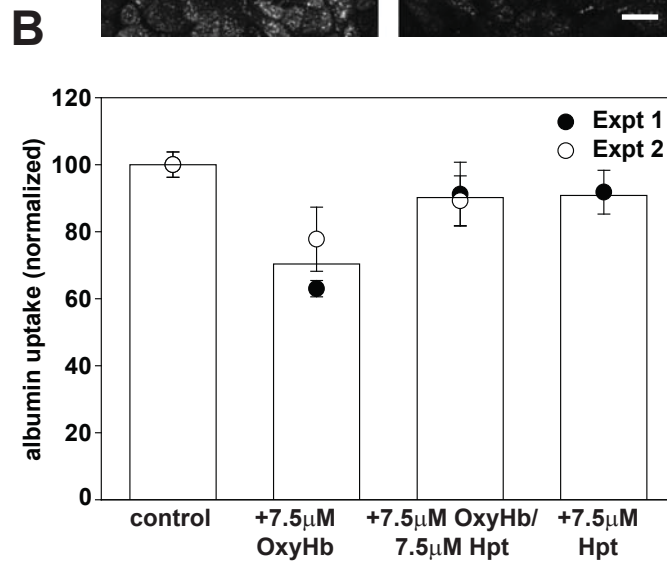 B
120
100
80
60
40
20
0
albumin uptake (normalized)
Expt 1
Expt 2
control
+7.5μM
OxyHb
+7.5μM OxyHb/
7.5μM Hpt
+7.5μM
Hpt